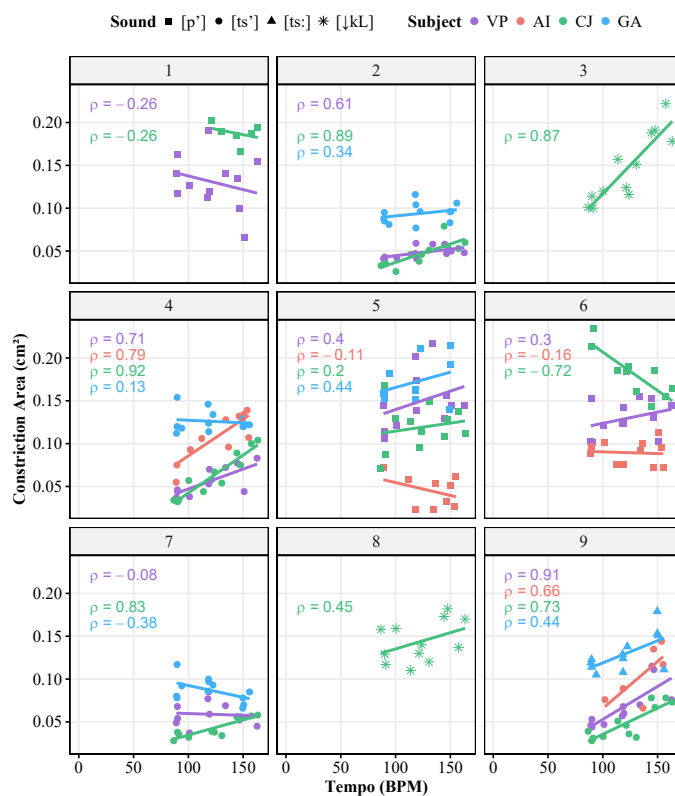 Sound [p’] [ts’] [ts:] [↓kL] Subject VP AI CJ GA
1 2 3
ρ = − 0.26
ρ = − 0.26
ρ = 0.61
ρ = 0.89
ρ = 0.34
ρ = 0.87
0.20
0.15
0.10
0.05
4 5 6
ρ = 0.71
ρ = 0.79
ρ = 0.92
ρ = 0.13
ρ = 0.4
ρ = − 0.11
ρ = 0.2
ρ = 0.44
ρ = 0.3
ρ = − 0.16
ρ = − 0.72
0.20
0.15
0.10
0.05
Constriction Area (cm²)
7 8 9
ρ = − 0.08
ρ = 0.83
ρ = − 0.38
ρ = 0.45
ρ = 0.91
ρ = 0.66
ρ = 0.73
ρ = 0.44
0.20
0.15
0.10
0.05
0 50 100 150 0 50 100 150 0 50 100 150
Tempo (BPM)